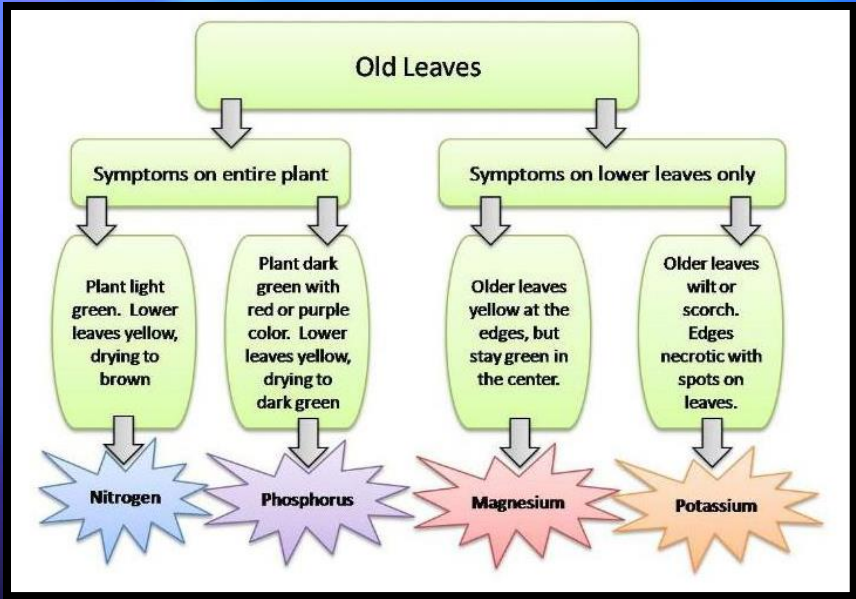 Old Leaves
Symptoms on entire plant
Symptoms on lower leaves only
Plant light
green. Lower
leaves yellow,
drying to
brown
Plant dark
green with
red or purple
color. Lower
leaves yellow,
drying to
dark green
Older leaves
yellow at the
edges, but
stay green in
the center.
Older leaves
wilt or
scorch.
Edges
necrotic with
spots on
leaves.
Nitrogen
Phosphorus
Magnesium
Potassium